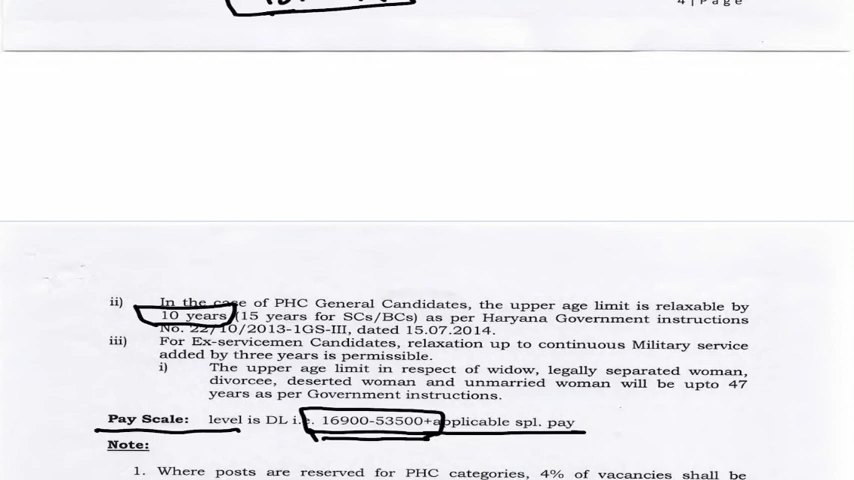 4 | P a g e
ii) In the case of PHC General Candidates, the upper age limit is relaxable by
10 years (15 years for SCs/BCs) as per Haryana Government instructions
No. 22/10/2013-1GS-III, dated 15.07.2014.
iii) For Ex-servicemen Candidates, relaxation up to continuous Military service
added by three years is permissible.
i) The upper age limit in respect of widow, legally separated woman,
divorcee, deserted woman and unmarried woman will be upto 47
years as per Government instructions.
Pay Scale: level is DL i.e. 16900-53500+applicable spl. pay
Note:
1. Where posts are reserved for PHC categories, 4% of vacancies shall be